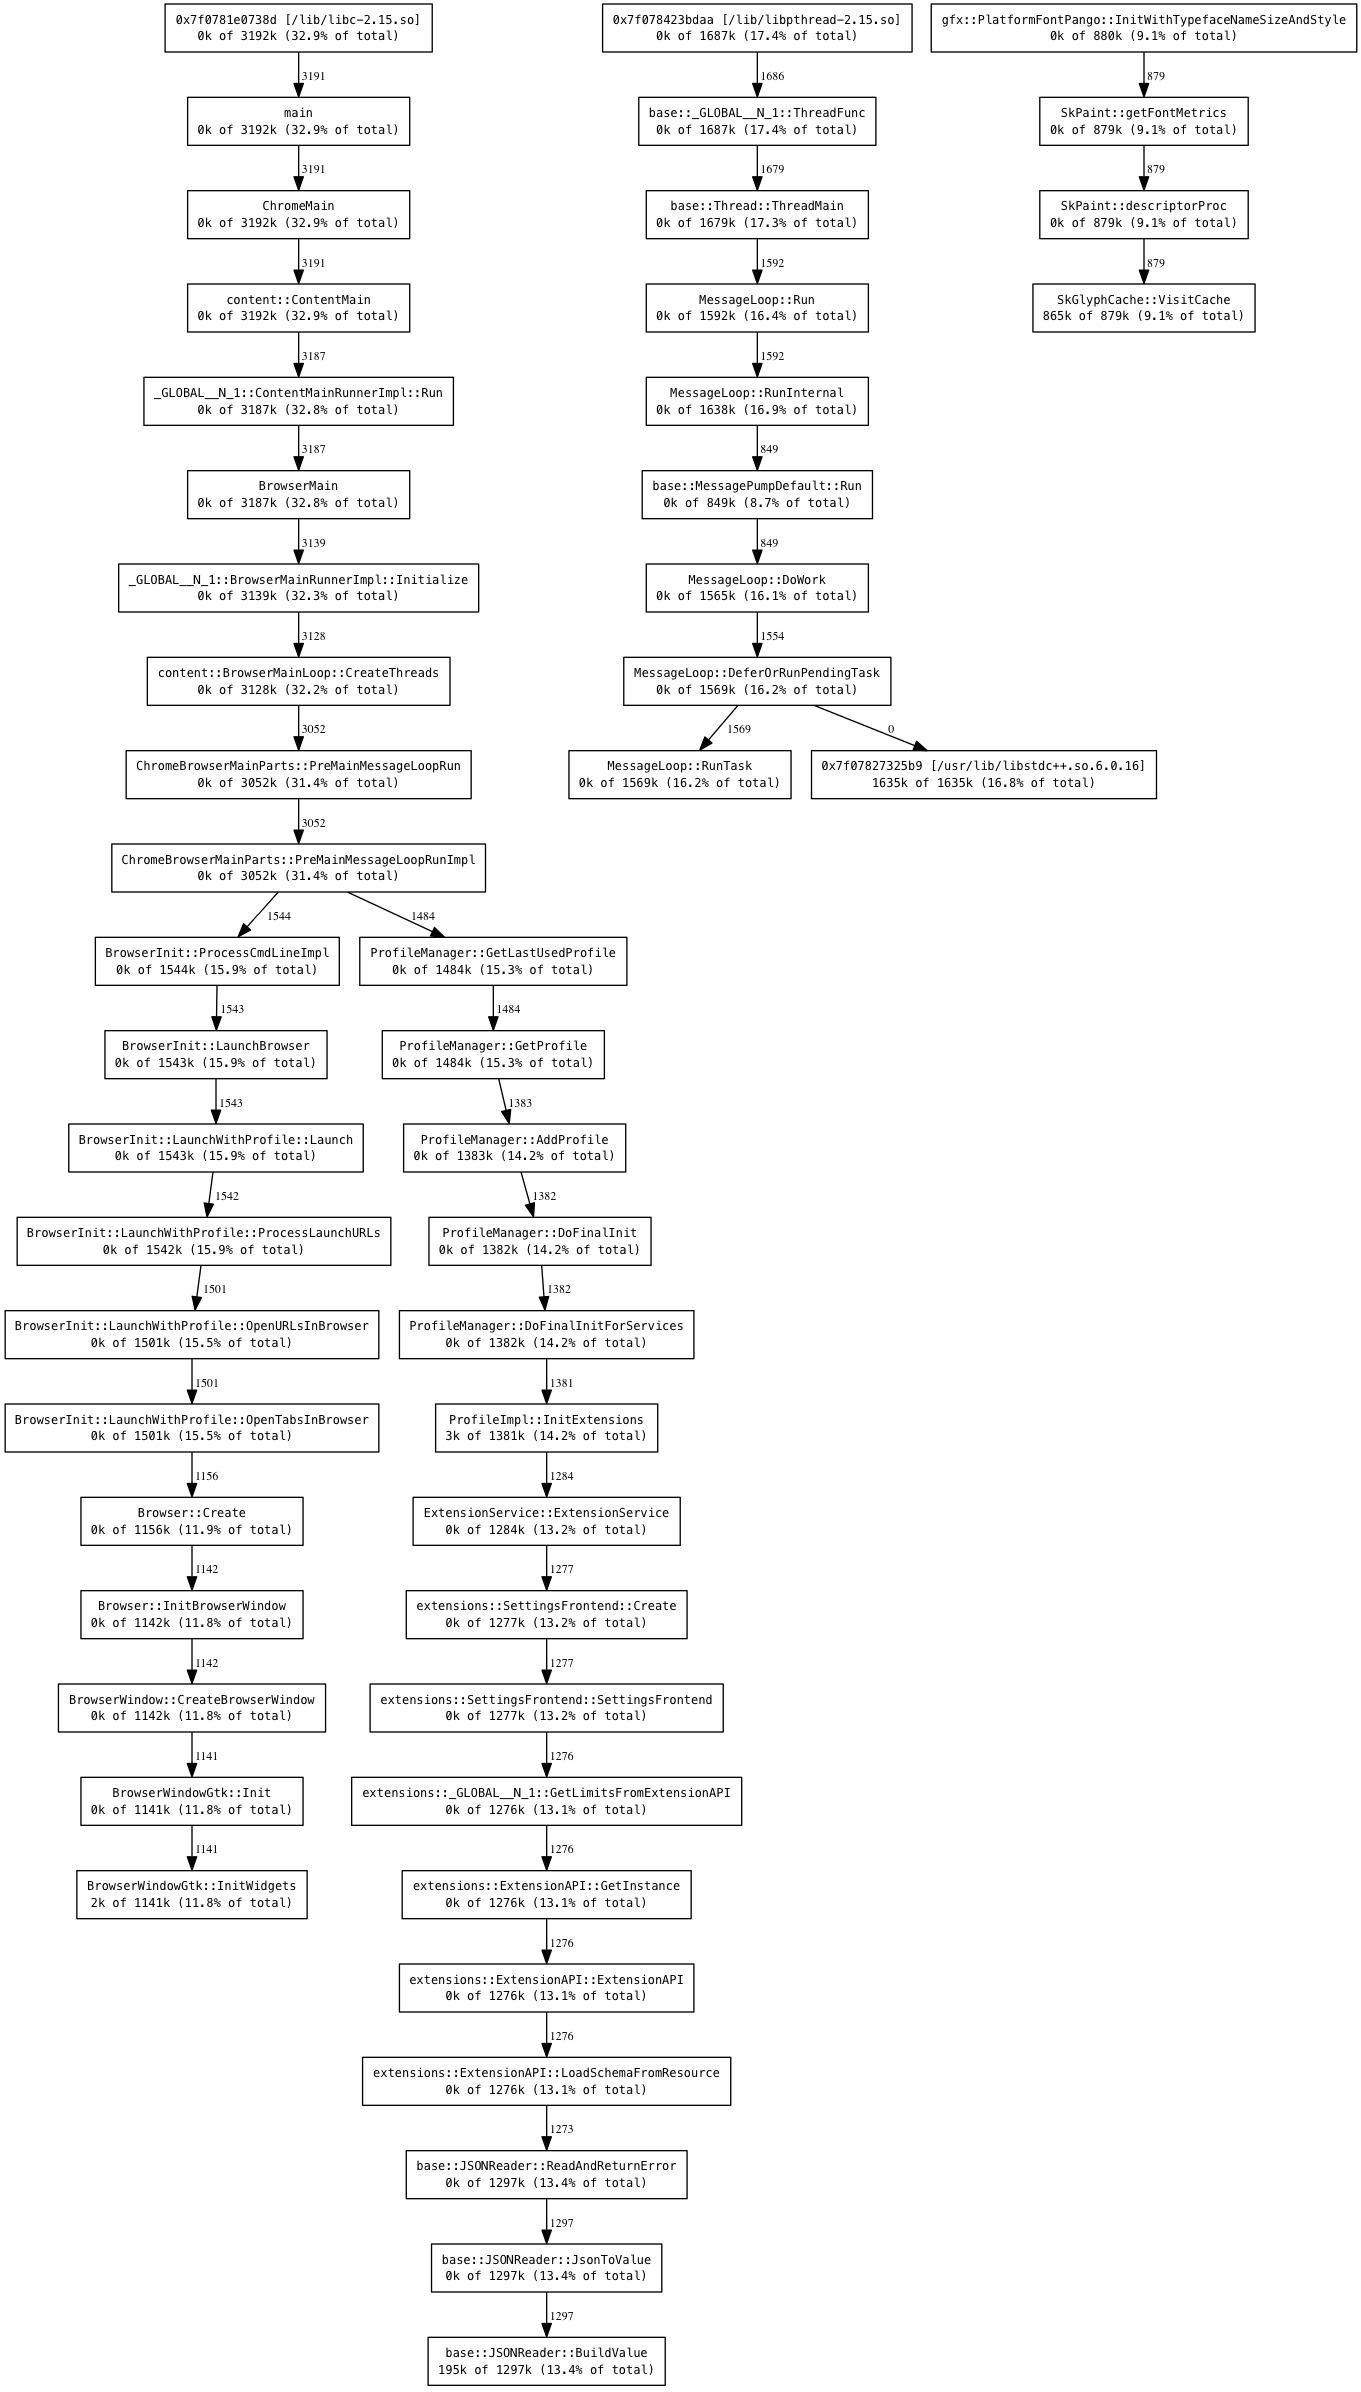 0x7f0781e0738d [/lib/libc-2.15.so]
0k of 3192k (32.9% of total)
3191
main
0k of 3192k (32.9% of total)
3191
ChromeMain
0k of 3192k (32.9% of total)
3191
content::ContentMain
0k of 3192k (32.9% of total)
3187
_GLOBAL__N_1::ContentMainRunnerImpl::Run
0k of 3187k (32.8% of total)
3187
BrowserMain
0k of 3187k (32.8% of total)
3139
_GLOBAL__N_1::BrowserMainRunnerImpl::Initialize
0k of 3139k (32.3% of total)
3128
content::BrowserMainLoop::CreateThreads
0k of 3128k (32.2% of total)
3052
ChromeBrowserMainParts::PreMainMessageLoopRun
0k of 3052k (31.4% of total)
3052
ChromeBrowserMainParts::PreMainMessageLoopRunImpl
0k of 3052k (31.4% of total)
1544
BrowserInit::ProcessCmdLineImpl
0k of 1544k (15.9% of total)
1543
BrowserInit::LaunchBrowser
0k of 1543k (15.9% of total)
1543
BrowserInit::LaunchWithProfile::Launch
0k of 1543k (15.9% of total)
1542
BrowserInit::LaunchWithProfile::ProcessLaunchURLs
0k of 1542k (15.9% of total)
1501
BrowserInit::LaunchWithProfile::OpenURLsInBrowser
0k of 1501k (15.5% of total)
1501
BrowserInit::LaunchWithProfile::OpenTabsInBrowser
0k of 1501k (15.5% of total)
1156
Browser::Create
0k of 1156k (11.9% of total)
1142
Browser::InitBrowserWindow
0k of 1142k (11.8% of total)
1142
BrowserWindow::CreateBrowserWindow
0k of 1142k (11.8% of total)
1141
BrowserWindowGtk::Init
0k of 1141k (11.8% of total)
1141
BrowserWindowGtk::InitWidgets
2k of 1141k (11.8% of total)
1484
ProfileManager::GetLastUsedProfile
0k of 1484k (15.3% of total)
1484
ProfileManager::GetProfile
0k of 1484k (15.3% of total)
1383
ProfileManager::AddProfile
0k of 1383k (14.2% of total)
1382
ProfileManager::DoFinalInit
0k of 1382k (14.2% of total)
1382
ProfileManager::DoFinalInitForServices
0k of 1382k (14.2% of total)
1381
ProfileImpl::InitExtensions
3k of 1381k (14.2% of total)
1284
ExtensionService::ExtensionService
0k of 1284k (13.2% of total)
1277
extensions::SettingsFrontend::Create
0k of 1277k (13.2% of total)
1277
extensions::SettingsFrontend::SettingsFrontend
0k of 1277k (13.2% of total)
1276
extensions::_GLOBAL__N_1::GetLimitsFromExtensionAPI
0k of 1276k (13.1% of total)
1276
extensions::ExtensionAPI::GetInstance
0k of 1276k (13.1% of total)
1276
extensions::ExtensionAPI::ExtensionAPI
0k of 1276k (13.1% of total)
1276
extensions::ExtensionAPI::LoadSchemaFromResource
0k of 1276k (13.1% of total)
1273
base::JSONReader::ReadAndReturnError
0k of 1297k (13.4% of total)
1297
base::JSONReader::JsonToValue
0k of 1297k (13.4% of total)
1297
base::JSONReader::BuildValue
195k of 1297k (13.4% of total)
0x7f078423bdaa [/lib/libpthread-2.15.so]
0k of 1687k (17.4% of total)
1686
base::_GLOBAL__N_1::ThreadFunc
0k of 1687k (17.4% of total)
1679
base::Thread::ThreadMain
0k of 1679k (17.3% of total)
1592
MessageLoop::Run
0k of 1592k (16.4% of total)
1592
MessageLoop::RunInternal
0k of 1638k (16.9% of total)
849
base::MessagePumpDefault::Run
0k of 849k (8.7% of total)
849
MessageLoop::DoWork
0k of 1565k (16.1% of total)
1554
MessageLoop::DeferOrRunPendingTask
0k of 1569k (16.2% of total)
1569
MessageLoop::RunTask
0k of 1569k (16.2% of total)
0
0x7f07827325b9 [/usr/lib/libstdc++.so.6.0.16]
1635k of 1635k (16.8% of total)
gfx::PlatformFontPango::InitWithTypefaceNameSizeAndStyle
0k of 880k (9.1% of total)
879
SkPaint::getFontMetrics
0k of 879k (9.1% of total)
879
SkPaint::descriptorProc
0k of 879k (9.1% of total)
879
SkGlyphCache::VisitCache
865k of 879k (9.1% of total)